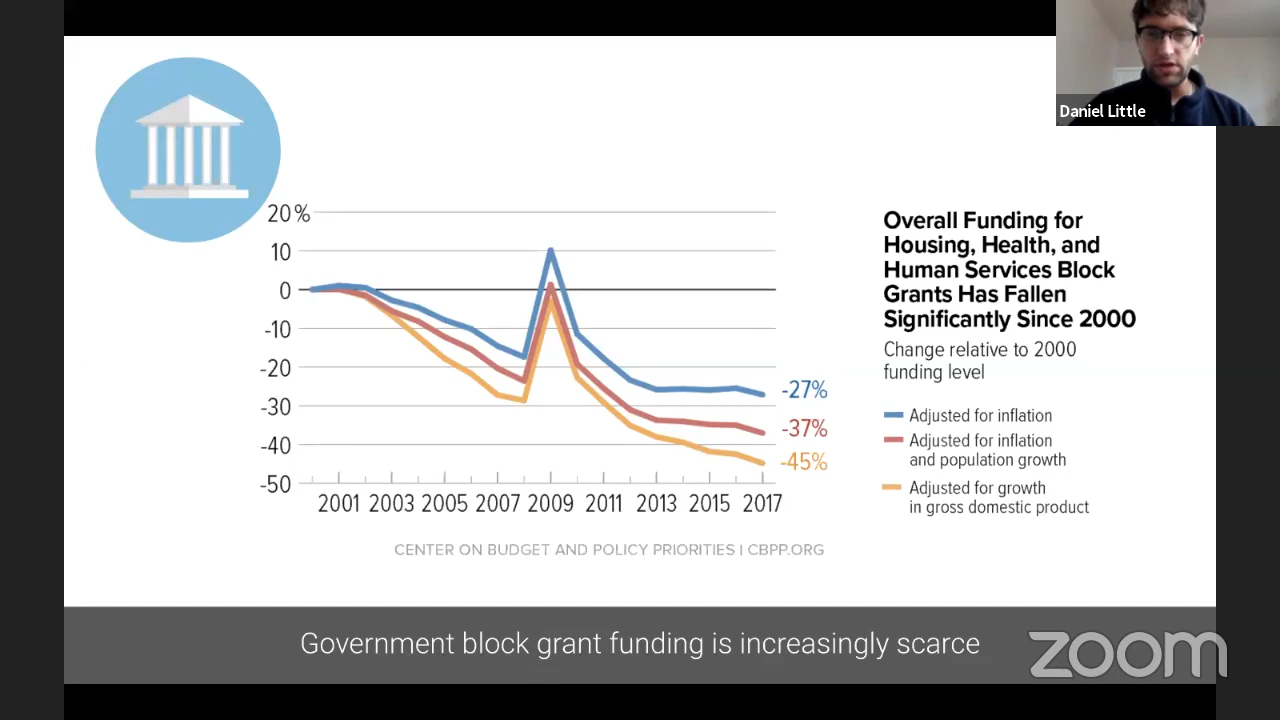 Daniel Little
20%
10
0
-10
-20
-30
-40
-50
2001 2003 2005 2007 2009 2011 2013 2015 2017
-27%
-37%
-45%
CENTER ON BUDGET AND POLICY PRIORITIES | CBPP.ORG
Overall Funding for
Housing, Health, and
Human Services Block
Grants Has Fallen
Significantly Since 2000
Change relative to 2000
funding level
Adjusted for inflation
Adjusted for inflation
and population growth
Adjusted for growth
in gross domestic product
Government block grant funding is increasingly scarce
zoom